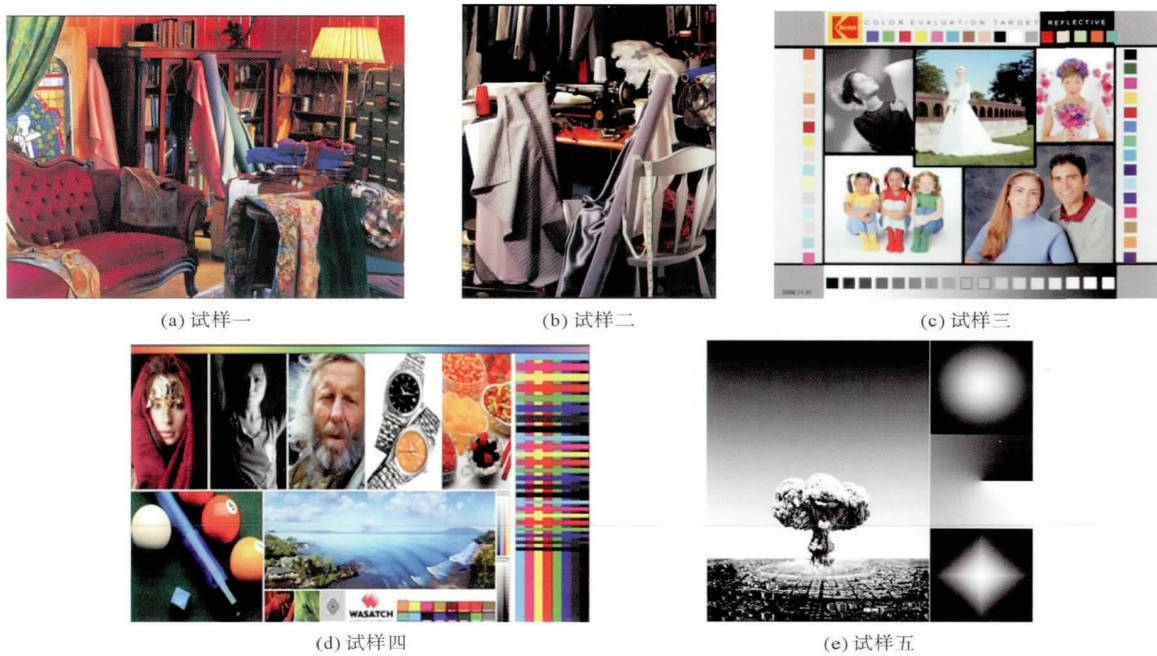 Kodak
COLOR EVALUATION TARGET
REFLECTIVE
(a) 试样一
(b) 试样二
(c) 试样三
WASATCH
(d) 试样四
(e) 试样五